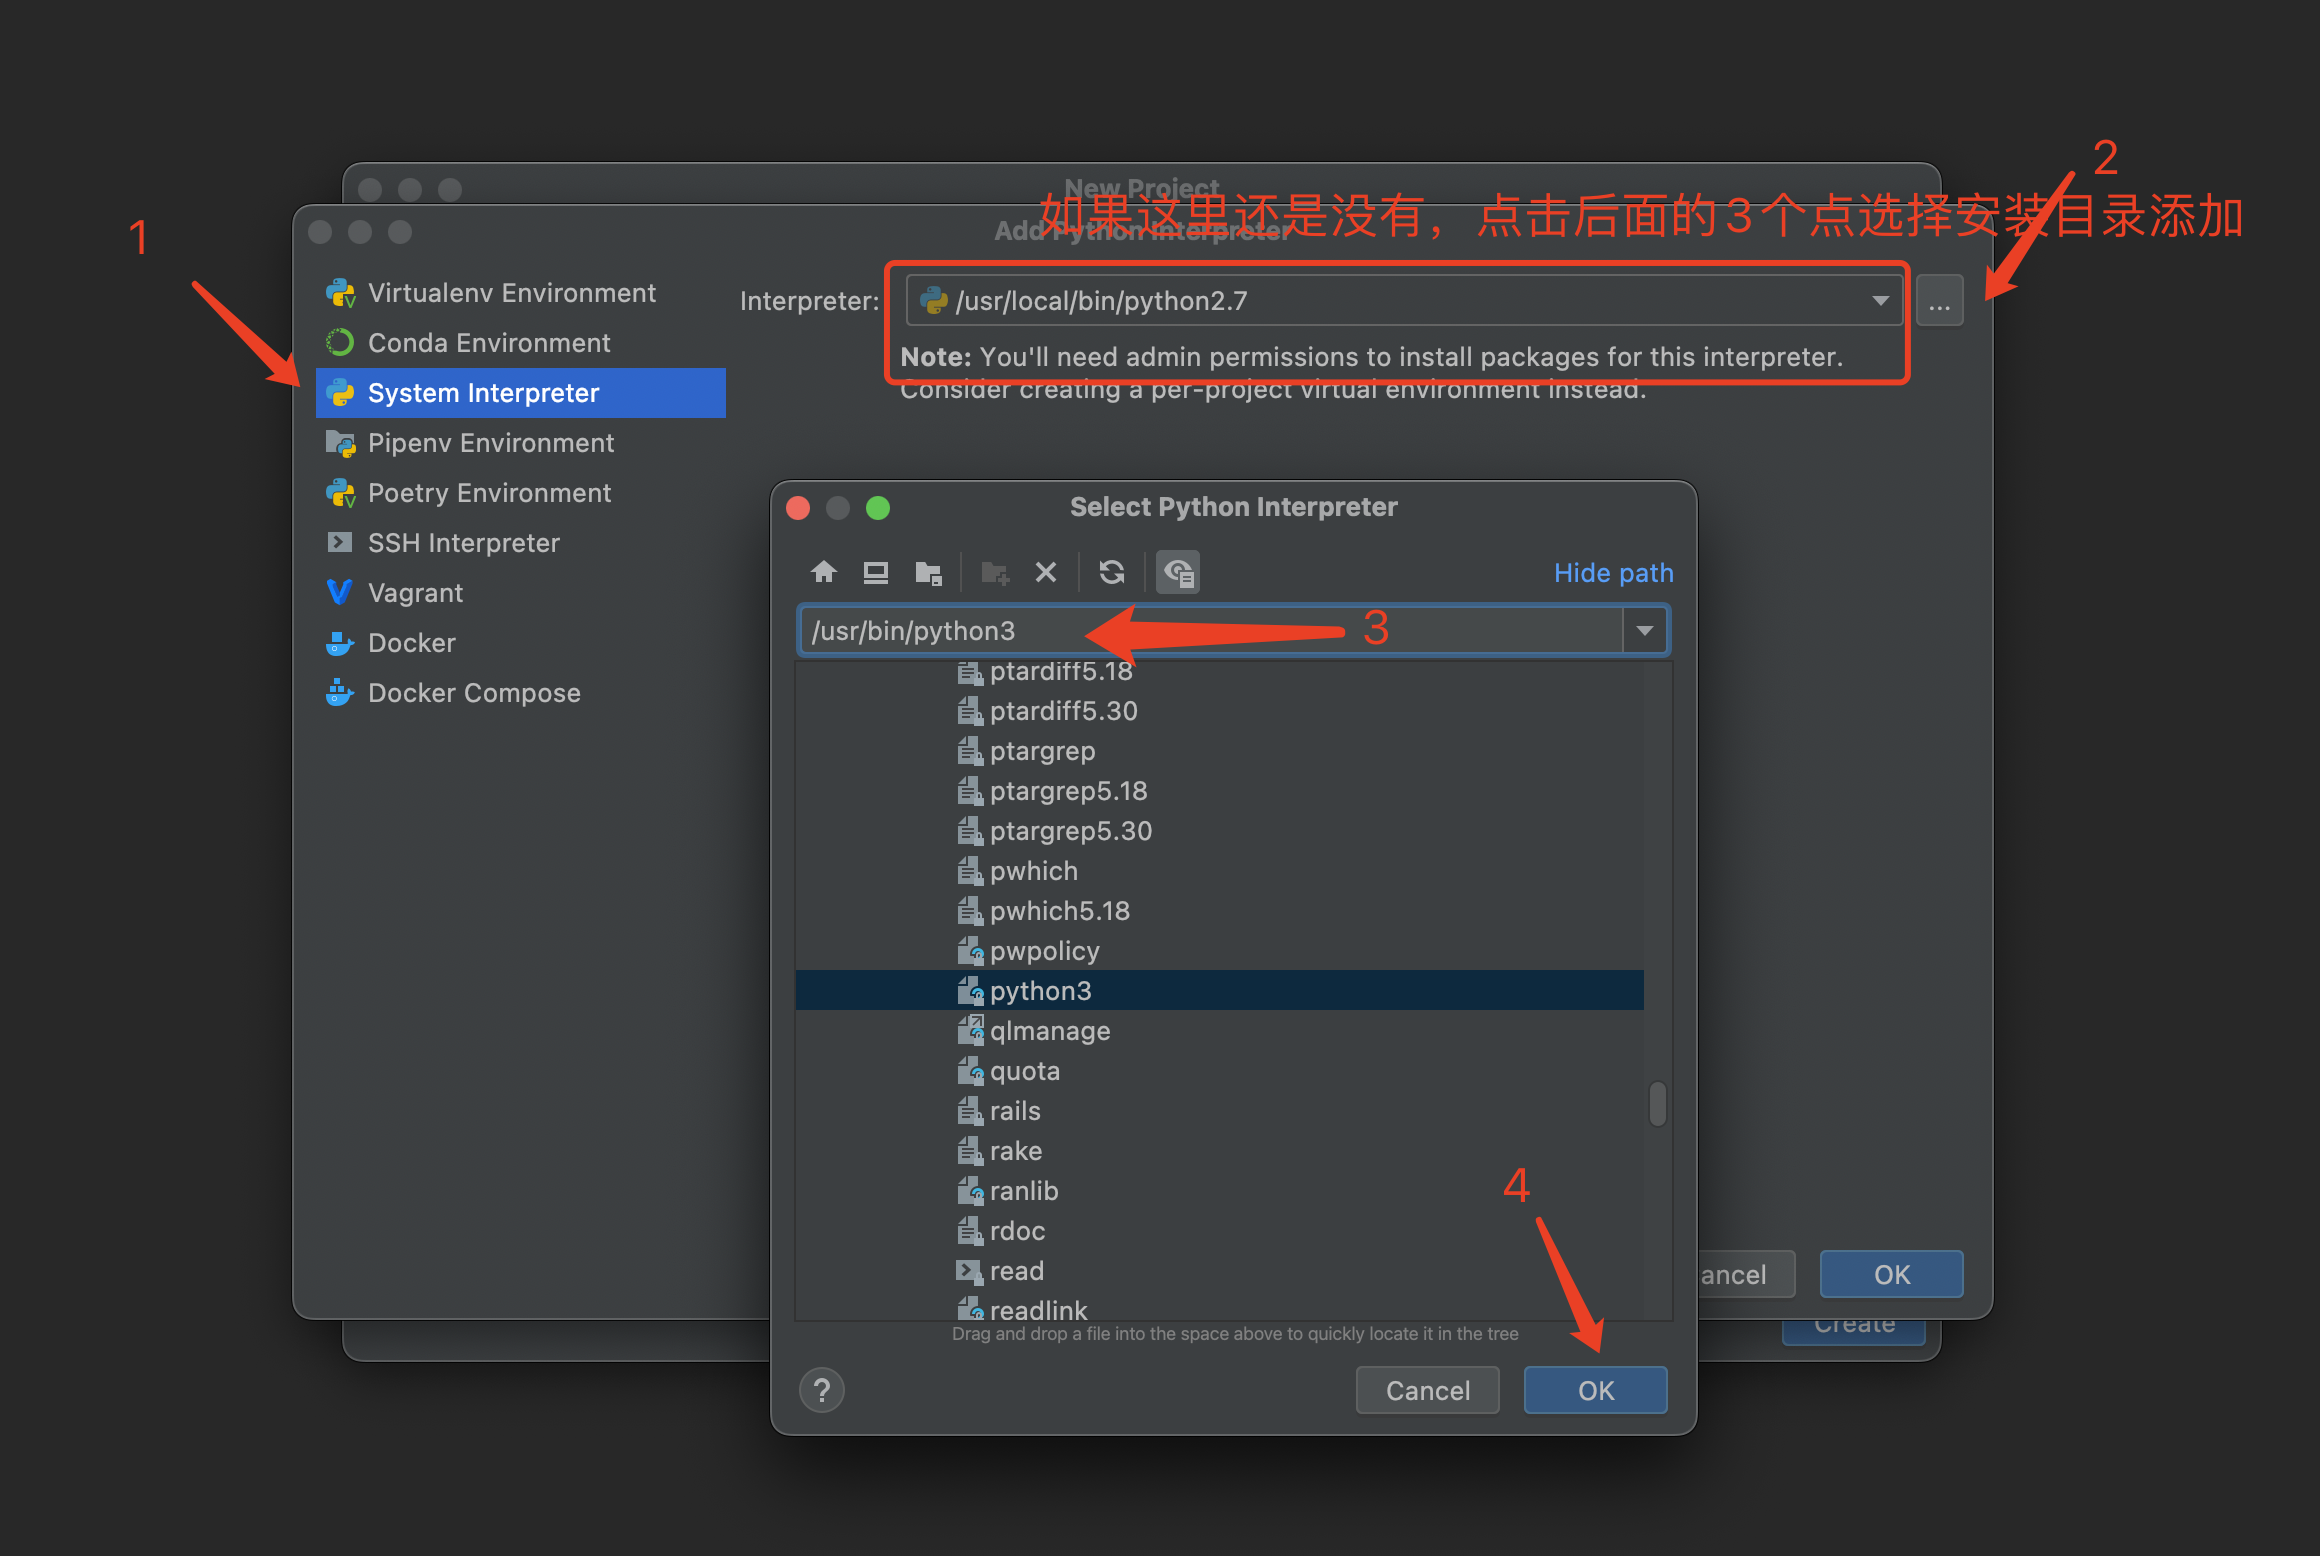 New Project
2
如果这里还是没有，点击后面的3个点选择安装目录添加
Add Python Interpreter
1
Virtualenv Environment
Conda Environment
System Interpreter
Pipenv Environment
Poetry Environment
SSH Interpreter
Vagrant
Docker
Docker Compose
Interpreter: /usr/local/bin/python2.7 ...
Note: You'll need admin permissions to install packages for this interpreter.
Consider creating a per-project virtual environment instead.
Select Python Interpreter
Hide path
/usr/bin/python3
3
ptardiff5.18
ptardiff5.30
ptargrep
ptargrep5.18
ptargrep5.30
pwhich
pwhich5.18
pwpolicy
python3
qlmanage
quota
rails
rake
ranlib
rdoc
read
readlink
4
Drag and drop a file into the space above to quickly locate it in the tree
? Cancel OK
ancel OK
Create